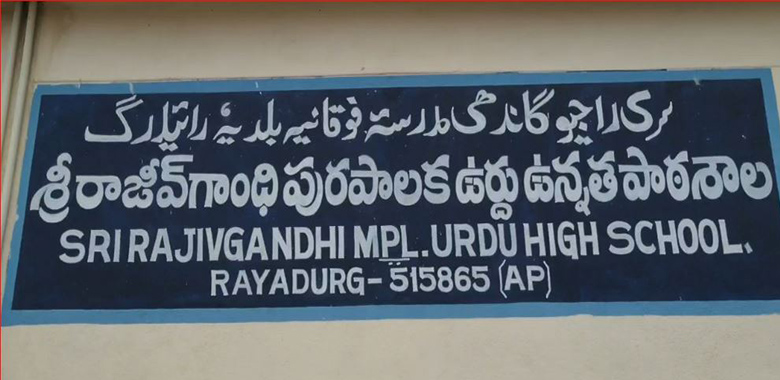 سری راجیو گاندھی مدرسۃ فوقانیہ بلدیہ رائیدرگ
శ్రీ రాజీవ్‌గాంధి పురపాలక ఉర్దు ఉన్నత పాఠశాల
SRI RAJIVGANDHI MPL. URDU HIGH SCHOOL.
RAYADURG - 515865 (AP)